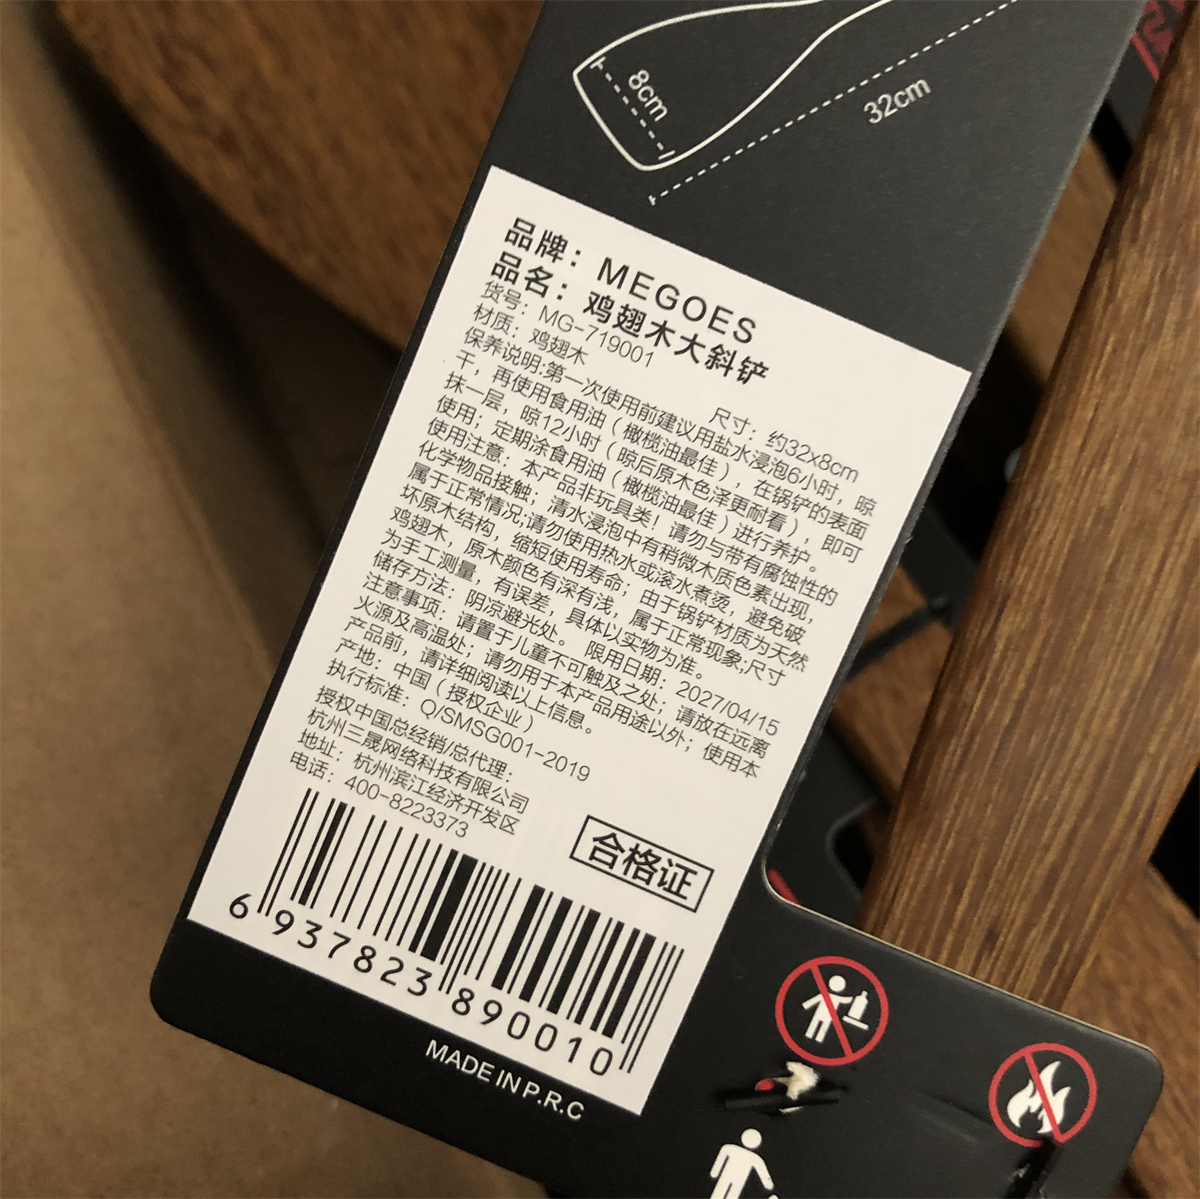 8cm
32cm
品牌：MEGOES
品名：鸡翅木大斜铲
货号：MG-719001
材质：鸡翅木 尺寸：约32x8cm
保养说明:第一次使用前建议用盐水浸泡6小时，晾
干，再使用食用油（橄榄油最佳），在锅铲的表面
抹一层，晾12小时（晾后原木色泽更耐看），即可
使用；定期涂食用油（橄榄油最佳）进行养护。
使用注意：本产品非玩具类！请勿与带有腐蚀性的
化学物品接触；清水浸泡中有稍微木质色素出现，
属于正常情况;请勿使用热水或滚水煮烫，避免破
坏原木结构，缩短使用寿命；由于锅铲材质为天然
鸡翅木，原木颜色有深有浅，属于正常现象;尺寸
为手工测量，有误差，具体以实物为准。
储存方法：阴凉避光处。 限用日期：2027/04/15
注意事项：请置于儿童不可触及之处；请放在远离
火源及高温处；请勿用于本产品用途以外；使用本
产品前，请详细阅读以上信息。
产地：中国（授权企业）
执行标准：Q/SMSG001-2019
授权中国总经销/总代理：
杭州三晟网络科技有限公司
地址：杭州滨江经济开发区
电话：400-8223373
合格证
6 937823 890010
MADE IN P.R.C